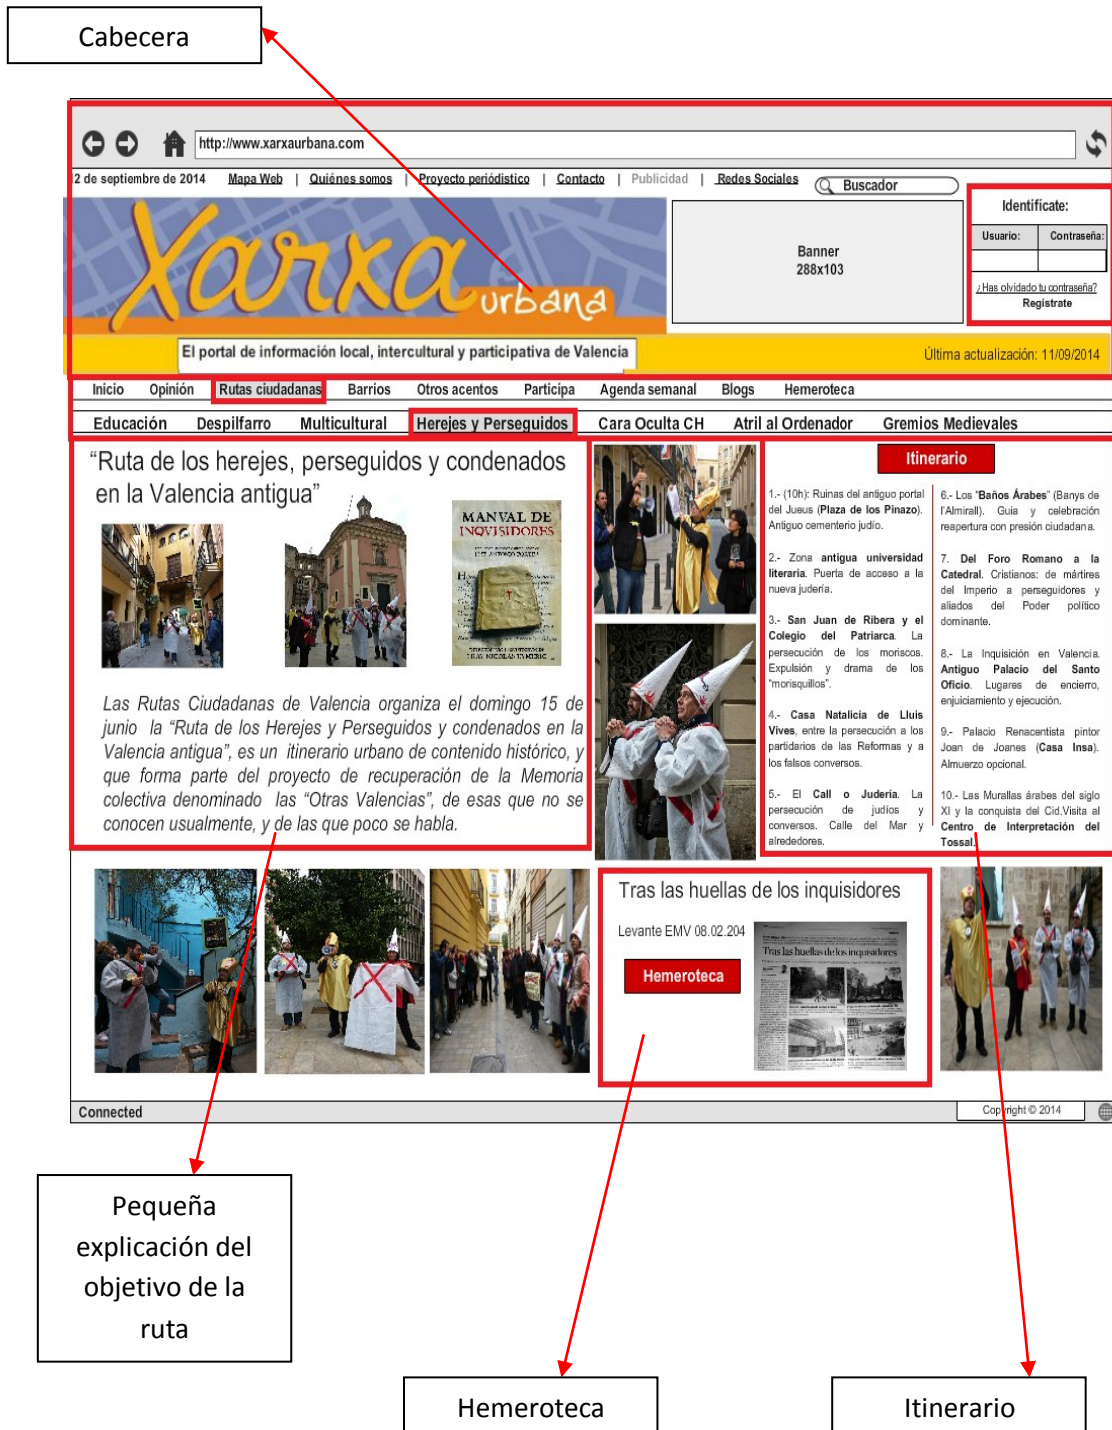 Cabecera
http://www.xarxaurbana.com
2 de septiembre de 2014 Mapa Web | Quiénes somos | Proyecto periódistico | Contacto | Publicidad | Redes Sociales
Buscador
Identifícate:
Usuario: Contraseña:
¿Has olvidado tu contraseña?
Registrate
Banner
288x103
Xarxa
urbana
El portal de información local, intercultural y participativa de Valencia
Última actualización: 11/09/2014
Inicio Opinión Rutas ciudadanas Barrios Otros acentos Participa Agenda semanal Blogs Hemeroteca
Educación Despilfarro Multicultural Herejes y Perseguidos Cara Oculta CH Atril al Ordenador Gremios Medievales
“Ruta de los herejes, perseguidos y condenados
en la Valencia antigua”
MANVAL DE
INQVISIDORES
Las Rutas Ciudadanas de Valencia organiza el domingo 15 de
junio la “Ruta de los Herejes y Perseguidos y condenados en la
Valencia antigua”, es un itinerario urbano de contenido histórico, y
que forma parte del proyecto de recuperación de la Memoria
colectiva denominado las “Otras Valencias”, de esas que no se
conocen usualmente, y de las que poco se habla.
Itinerario
1.- (10h): Ruinas del antiguo portal
del Jueus (Plaza de los Pinazo).
Antiguo cementerio judío.
2.- Zona antigua universidad
literaria. Puerta de acceso a la
nueva judería.
3.- San Juan de Ribera y el
Colegio del Patriarca. La
persecución de los moriscos.
Expulsión y drama de los
“morisquillos”.
4.- Casa Natalicia de Lluis
Vives, entre la persecución a los
partidarios de las Reformas y a
los falsos conversos.
5.- El Call o Judería. La
persecución de judíos y
conversos. Calle del Mar y
alrededores.
6.- Los “Baños Árabes” (Banys de
l’Almirall). Guia y celebración
reapertura con presión ciudadana.
7. Del Foro Romano a la
Catedral. Cristianos: de mártires
del Imperio a perseguidores y
aliados del Poder político
dominante.
8.- La Inquisición en Valencia.
Antiguo Palacio del Santo
Oficio. Lugares de encierro,
enjuiciamiento y ejecución.
9.- Palacio Renacentista pintor
Joan de Joanes (Casa Insa).
Almuerzo opcional.
10.- Las Murallas árabes del siglo
XI y la conquista del Cid.Visita al
Centro de Interpretación del
Tossal.
Tras las huellas de los inquisidores
Levante EMV 08.02.204
Hemeroteca
Tras las huellas de los inquisidores
Connected
Copyright © 2014
Pequeña
explicación del
objetivo de la
ruta
Hemeroteca
Itinerario